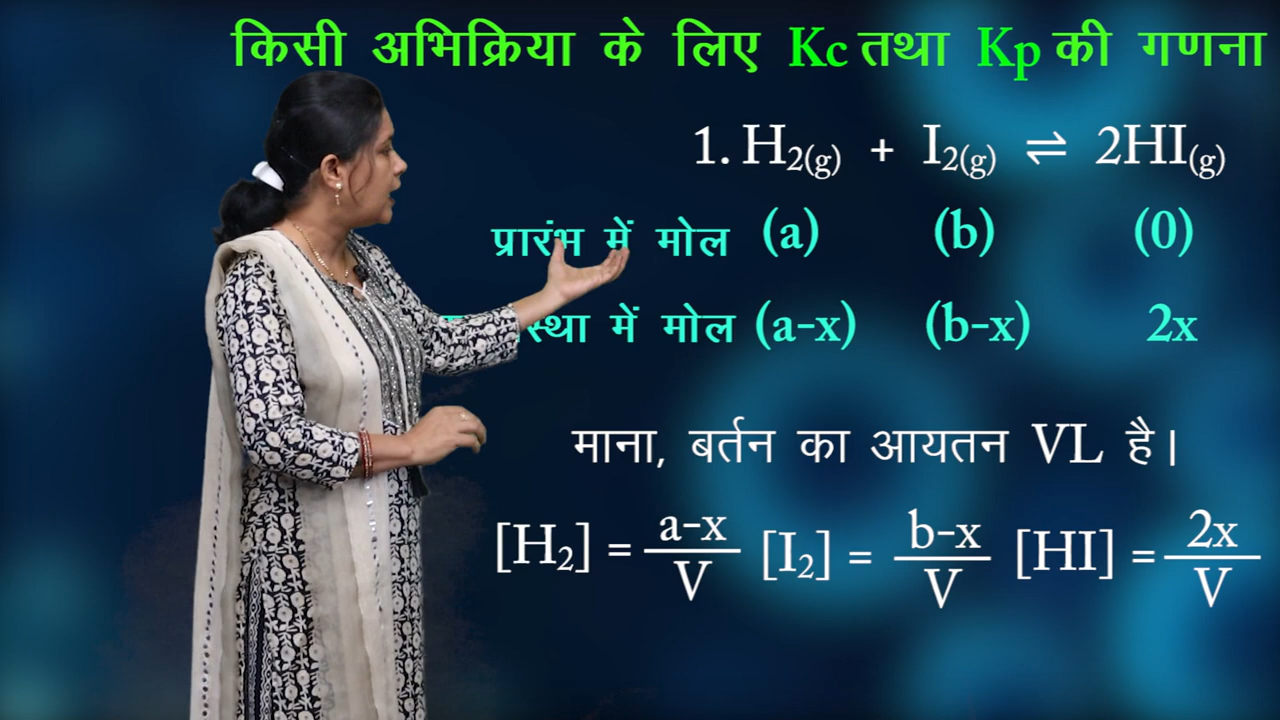 किसी अभिक्रिया के लिए Kc तथा Kp की गणना
1. H₂(g) + I₂(g) ⇌ 2HI(g)
प्रारंभ में मोल (a) (b) (0)
में मोल (a-x) (b-x) 2x
माना, बर्तन का आयतन VL है।
[H₂] = a-x/V [I₂] = b-x/V [HI] = 2x/V